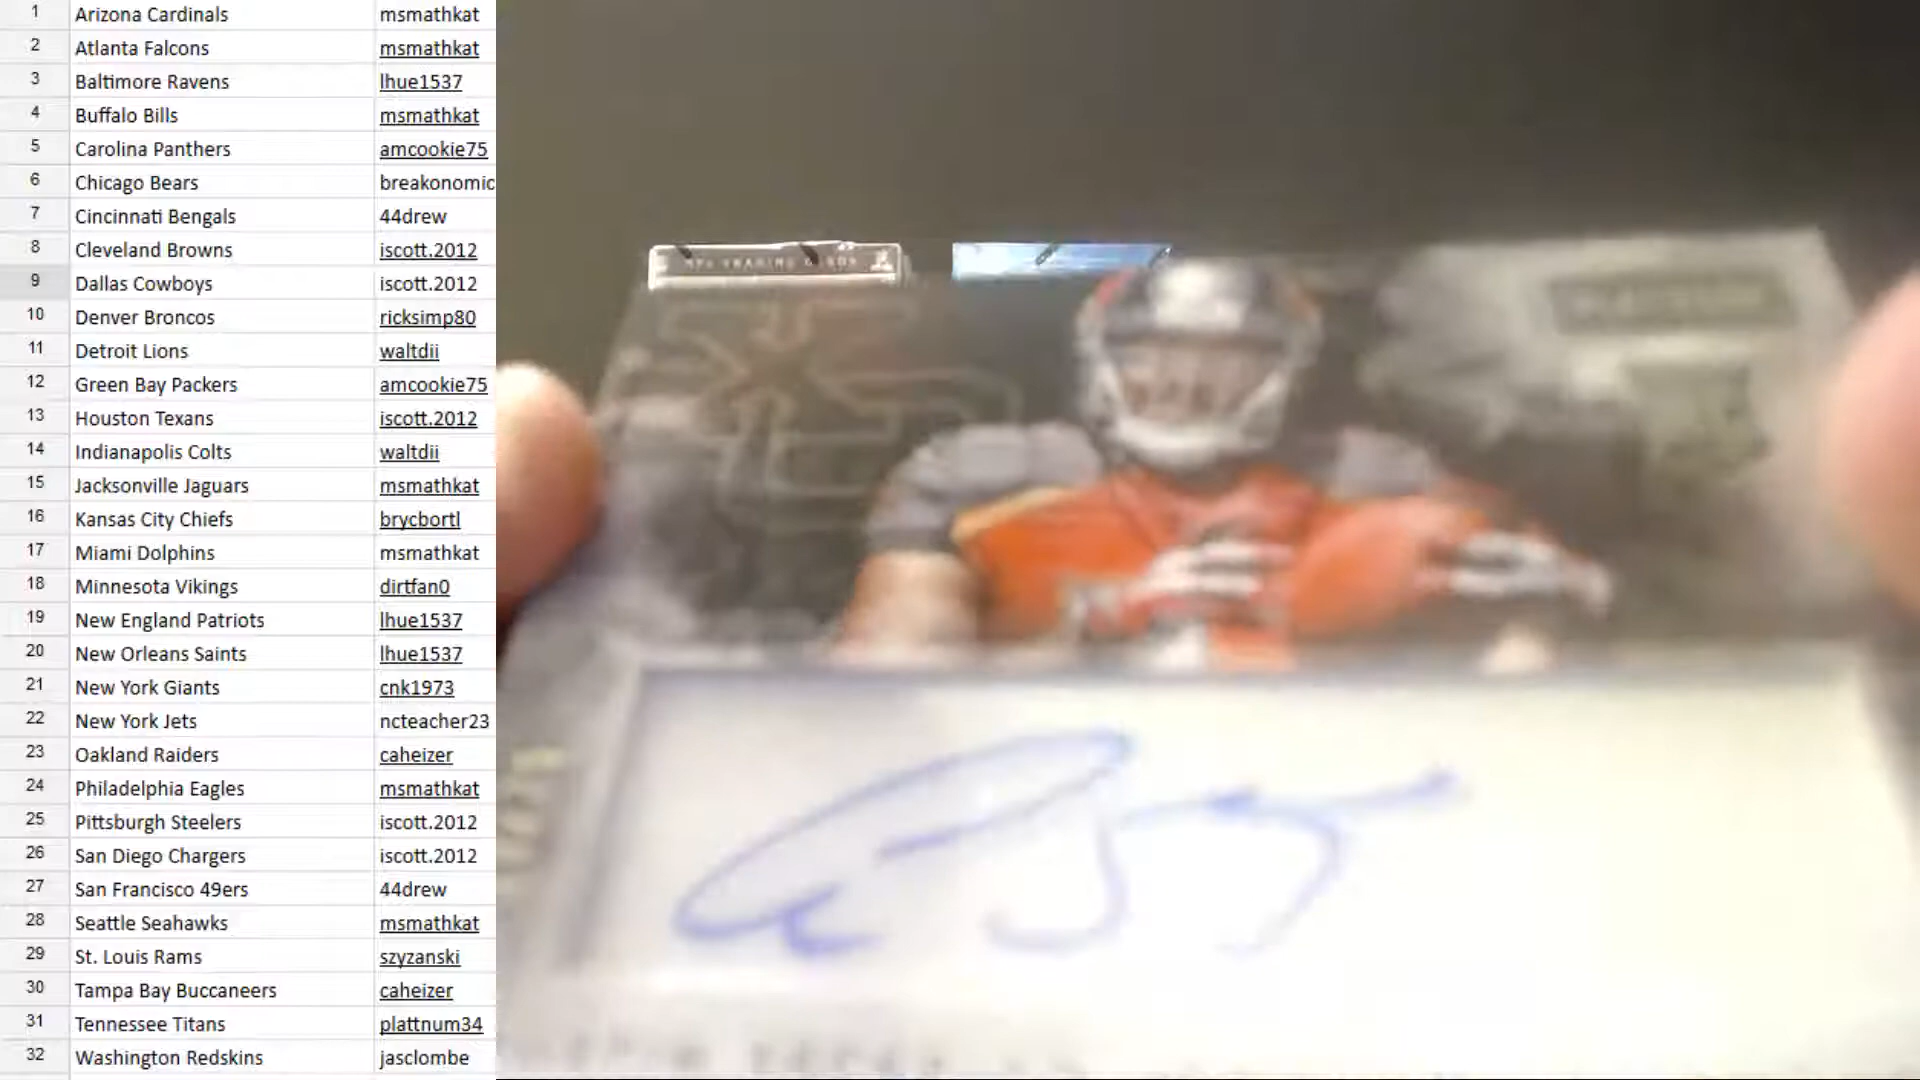 1 Arizona Cardinals msmathkat
2 Atlanta Falcons msmathkat
3 Baltimore Ravens lhue1537
4 Buffalo Bills msmathkat
5 Carolina Panthers amcookie75
6 Chicago Bears breakonomic
7 Cincinnati Bengals 44drew
8 Cleveland Browns iscott.2012
9 Dallas Cowboys iscott.2012
10 Denver Broncos ricksimp80
11 Detroit Lions waltdii
12 Green Bay Packers amcookie75
13 Houston Texans iscott.2012
14 Indianapolis Colts waltdii
15 Jacksonville Jaguars msmathkat
16 Kansas City Chiefs brycbortl
17 Miami Dolphins msmathkat
18 Minnesota Vikings dirtfan0
19 New England Patriots lhue1537
20 New Orleans Saints lhue1537
21 New York Giants cnk1973
22 New York Jets ncteacher23
23 Oakland Raiders caheizer
24 Philadelphia Eagles msmathkat
25 Pittsburgh Steelers iscott.2012
26 San Diego Chargers iscott.2012
27 San Francisco 49ers 44drew
28 Seattle Seahawks msmathkat
29 St. Louis Rams szyzanski
30 Tampa Bay Buccaneers caheizer
31 Tennessee Titans plattnum34
32 Washington Redskins jasclombe